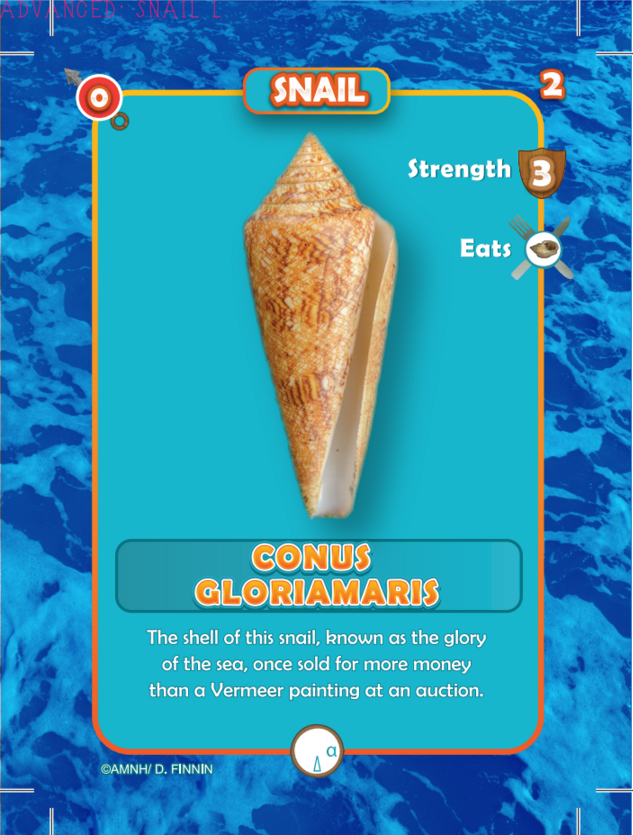 ADVANCED: SNAIL L
0
SNAIL
2
Strength 3
Eats
CONUS
GLORIAMARIS
The shell of this snail, known as the glory
of the sea, once sold for more money
than a Vermeer painting at an auction.
a
©AMNH/ D. FINNIN